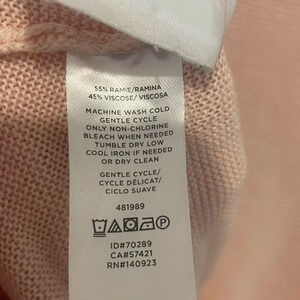 55% RAMIE/RAMINA
45% VISCOSE/ VISCOSA
MACHINE WASH COLD
GENTLE CYCLE
ONLY NON-CHLORINE
BLEACH WHEN NEEDED
TUMBLE DRY LOW
COOL IRON IF NEEDED
OR DRY CLEAN
GENTLE CYCLE/
CYCLE DÉLICAT/
CICLO SUAVE
481989
ID#70289
CA#57421
RN#140923